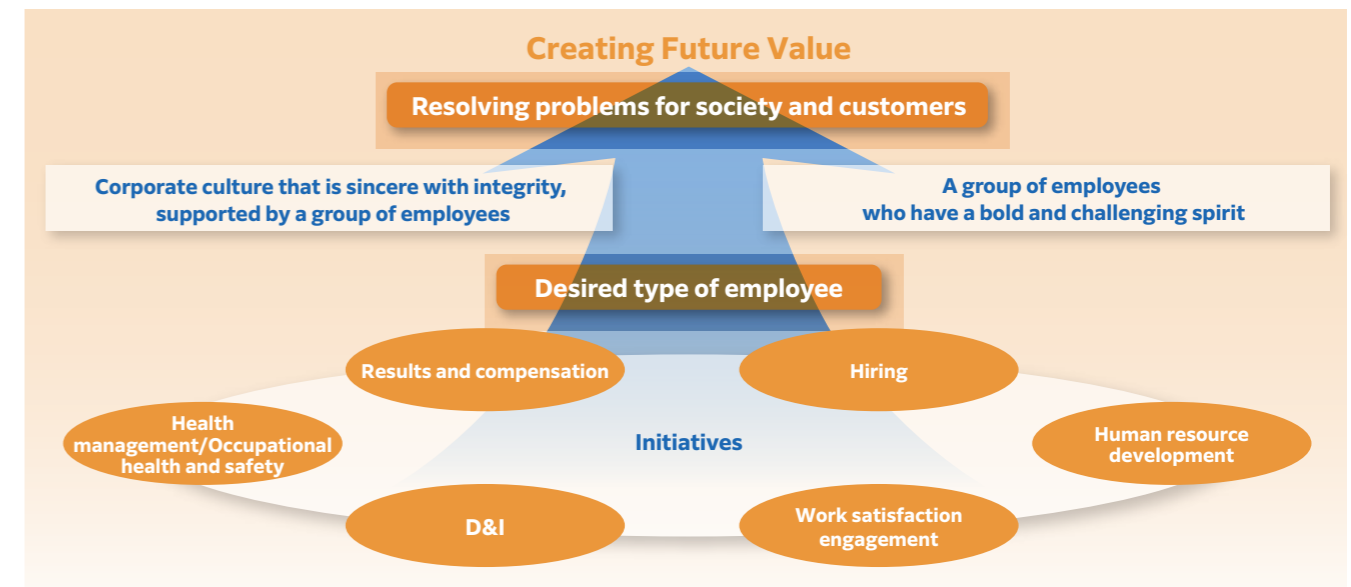 Creating Future Value
Resolving problems for society and customers
Corporate culture that is sincere with integrity,
supported by a group of employees
A group of employees
who have a bold and challenging spirit
Desired type of employee
Results and compensation
Hiring
Health
management/Occupational
health and safety
Initiatives
Human resource
development
D&I
Work satisfaction
engagement